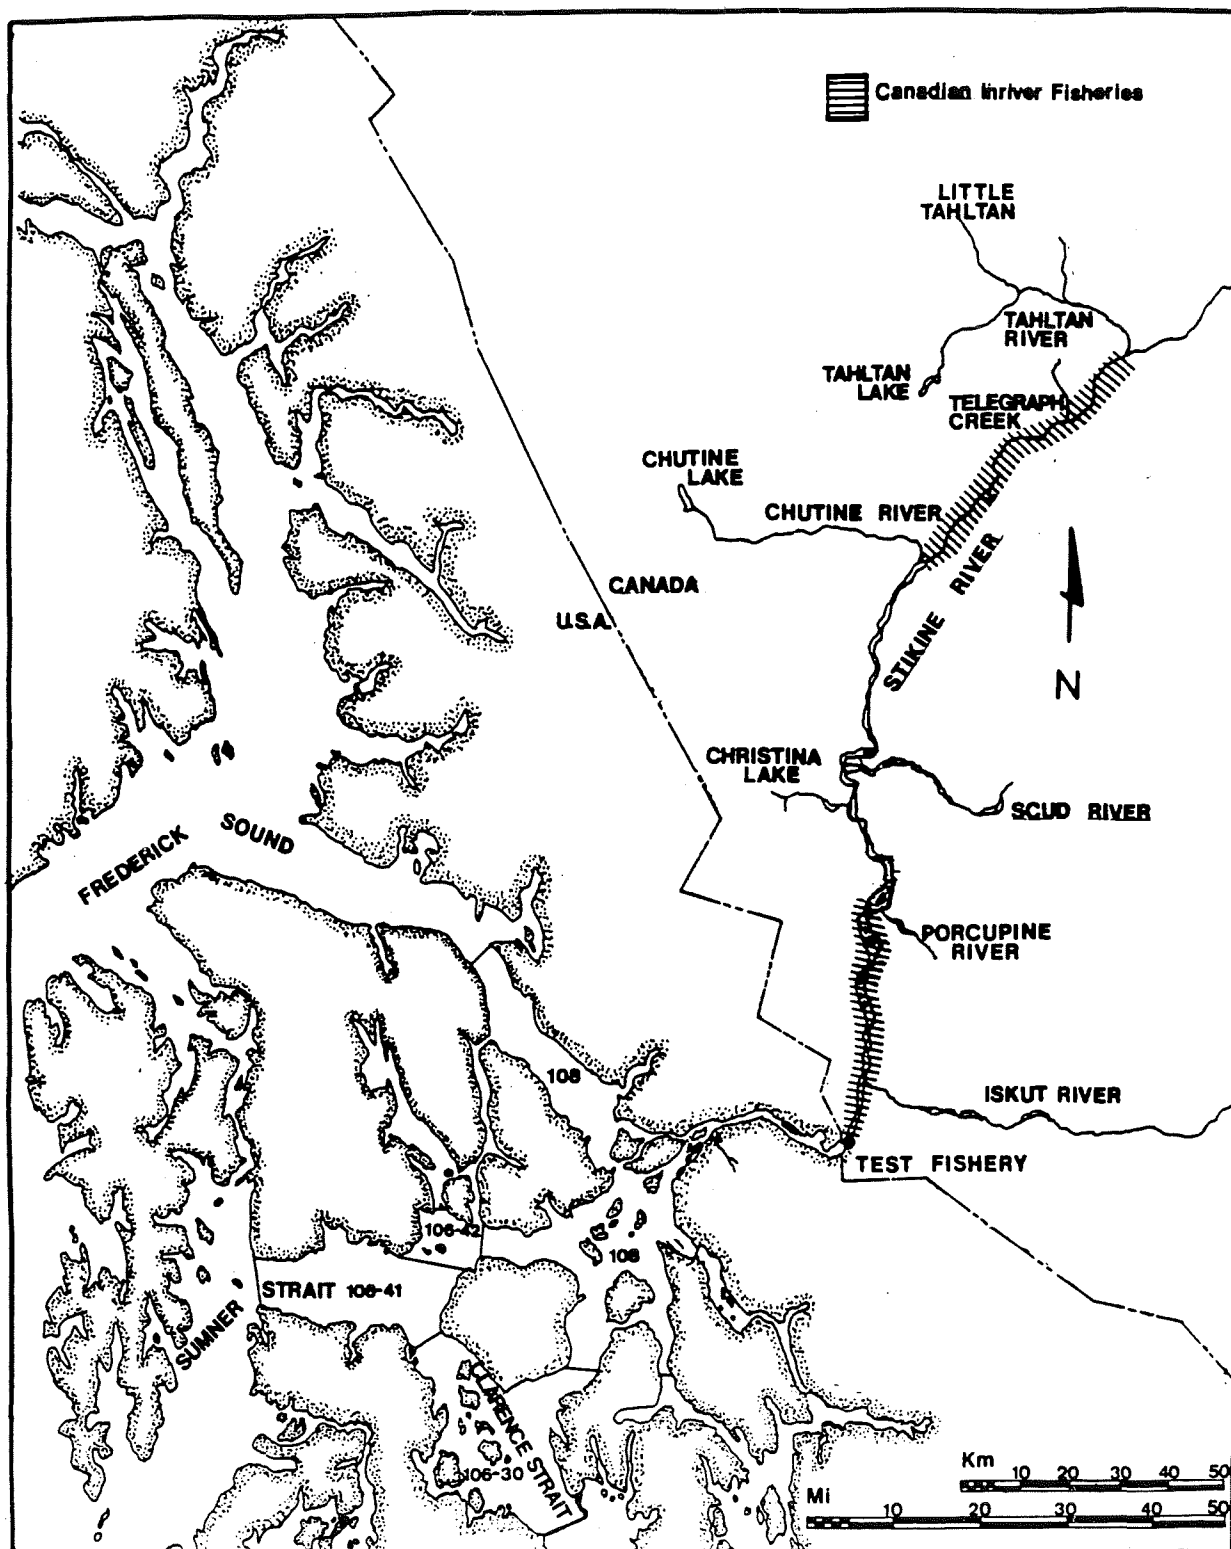 Canadian Inriver Fisheries
LITTLE
TAHLTAN
TAHLTAN
RIVER
TAHLTAN
LAKE
TELEGRAPH
CREEK
CHUTINE
LAKE
CHUTINE RIVER
STIKINE RIVER
CANADA
U.S.A.
N
CHRISTINA
LAKE
SCUD RIVER
FREDERICK SOUND
PORCUPINE
RIVER
108
ISKUT RIVER
TEST FISHERY
106-42
108
STRAIT 106-41
SUMNER
CLARENCE STRAIT
106-30
Km
10 20 30 40 50
Mi
10 20 30 40 50